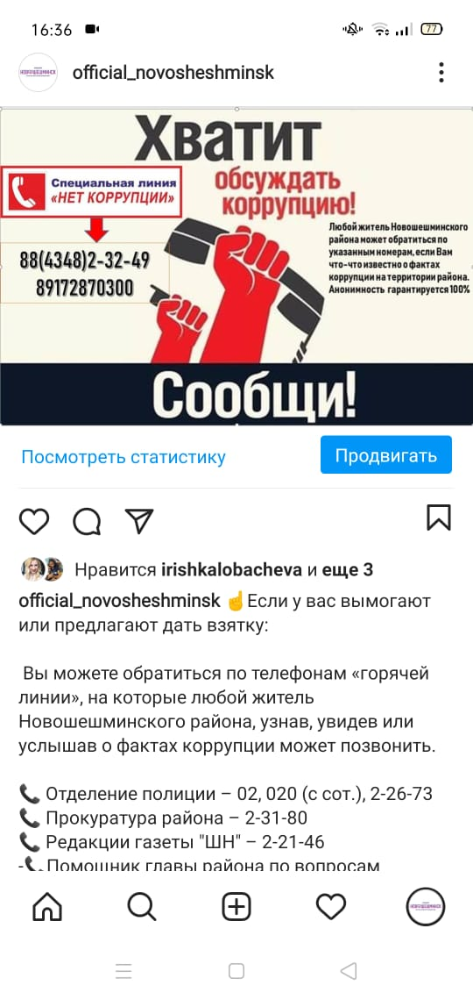 16:36
77
official_novosheshminsk
Хватит
обсуждать
коррупцию!
Специальная линия
«НЕТ КОРРУПЦИИ»
88(4348)2-32-49
89172870300
Любой житель Новошешминского
района может обратиться по
указанным номерам, если Вам
что-что известно о фактах
коррупции на территории района.
Анонимность гарантируется 100%
Сообщи!
Посмотреть статистику
Продвигать
Нравится irishkalobacheva и еще 3
official_novosheshminsk ☝Если у вас вымогают
или предлагают дать взятку:
Вы можете обратиться по телефонам «горячей
линии», на которые любой житель
Новошешминского района, узнав, увидев или
услышав о фактах коррупции может позвонить.
📞 Отделение полиции – 02, 020 (с сот.), 2-26-73
📞 Прокуратура района – 2-31-80
📞 Редакции газеты "ШН" – 2-21-46
-📞Помощник главы района по вопросам